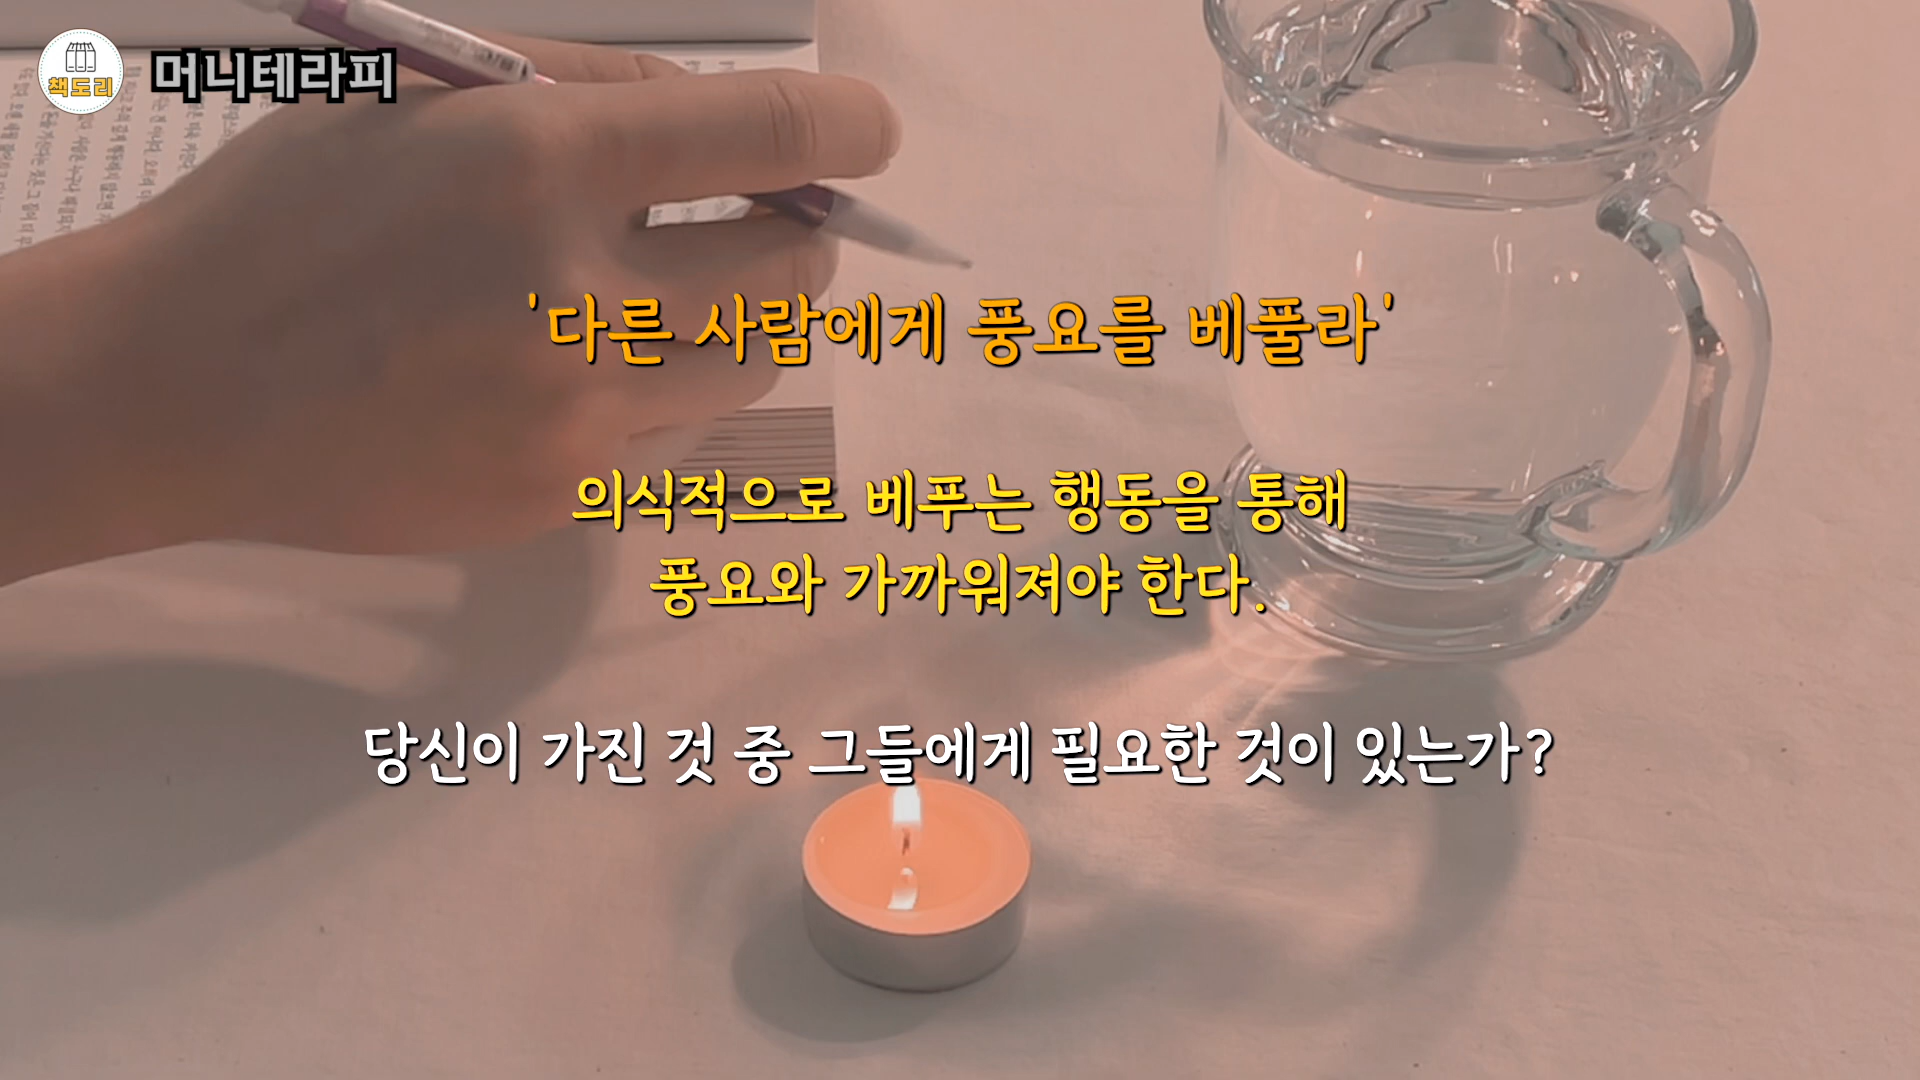 책도리
머니테라피
'다른 사람에게 풍요를 베풀라'
의식적으로 베푸는 행동을 통해
풍요와 가까워져야 한다.
당신이 가진 것 중 그들에게 필요한 것이 있는가?